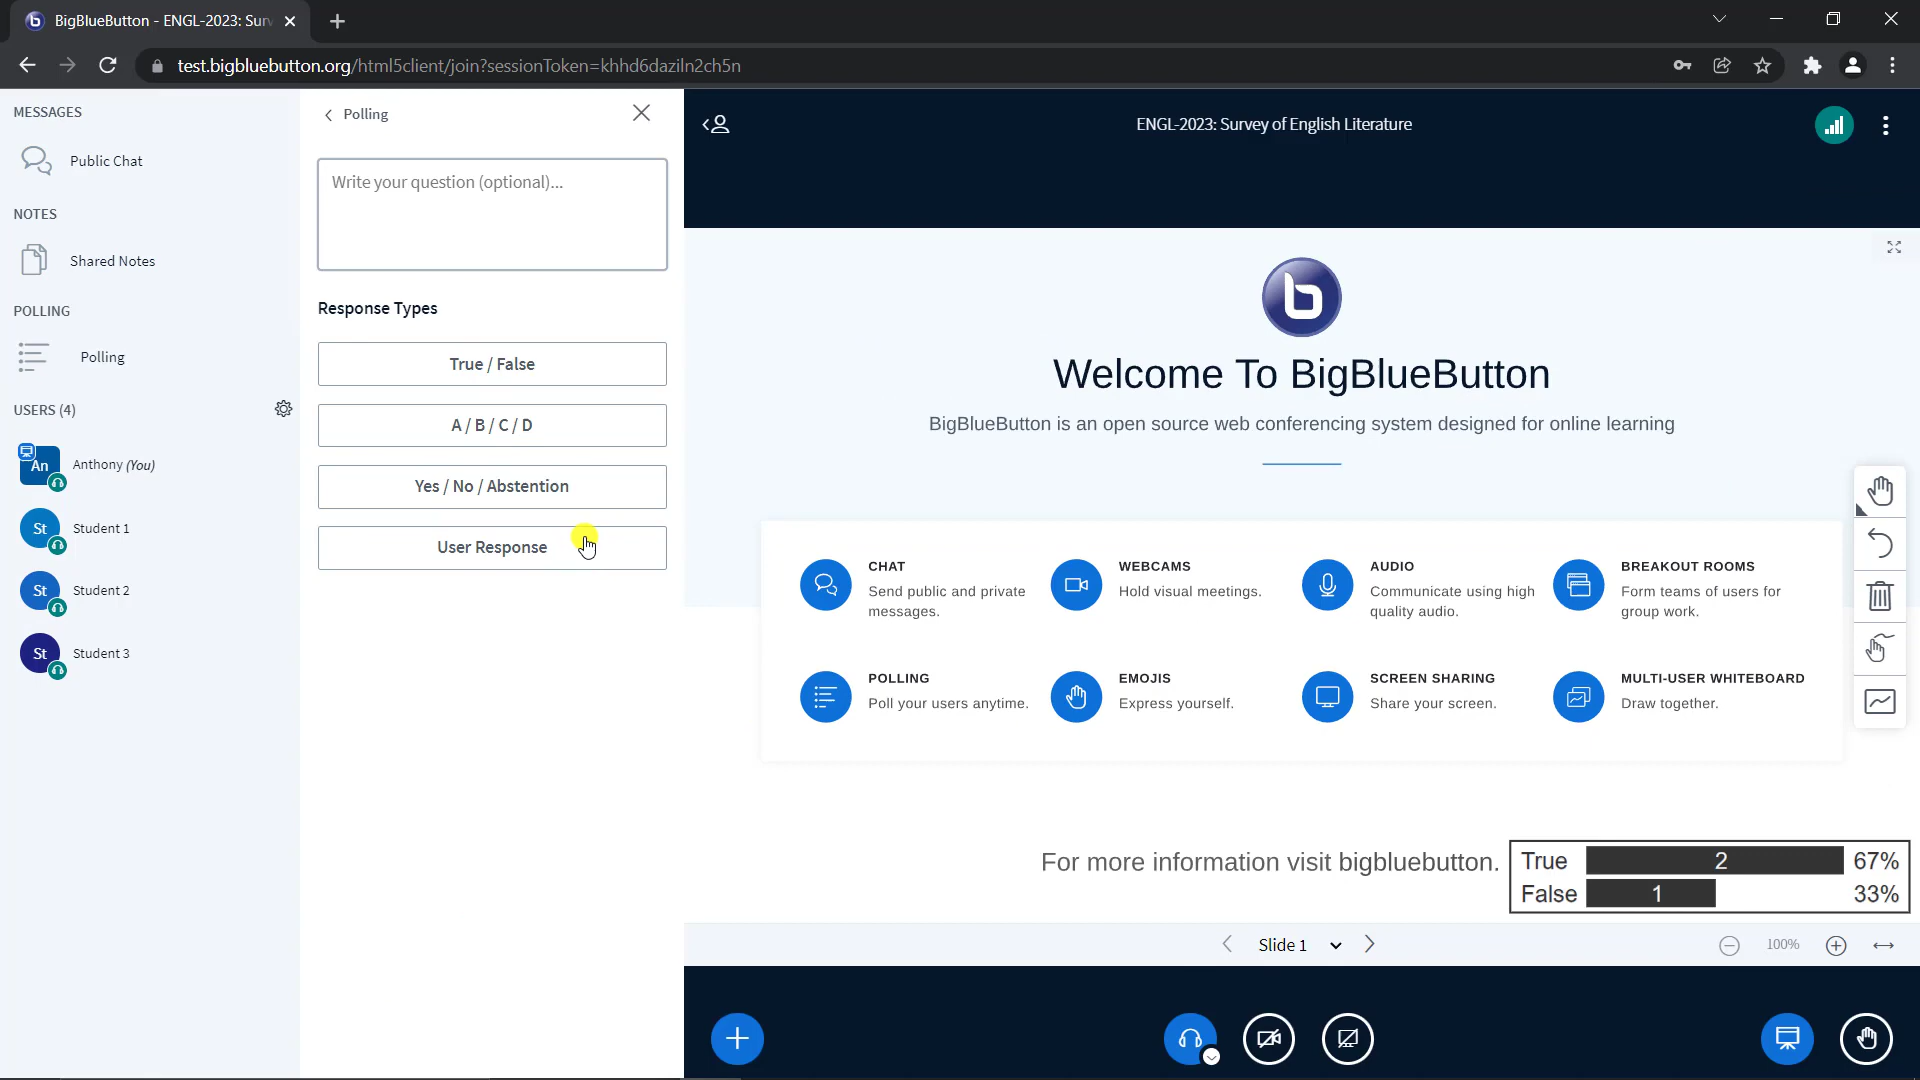 BigBlueButton - ENGL-2023: Sur
test.bigbluebutton.org/html5client/join?sessionToken=khhd6daziln2ch5n
MESSAGES
Public Chat
NOTES
Shared Notes
POLLING
Polling
USERS (4)
An
Anthony (You)
St
Student 1
St
Student 2
St
Student 3
Polling
Write your question (optional)...
Response Types
True / False
A / B / C / D
Yes / No / Abstention
User Response
ENGL-2023: Survey of English Literature
b
Welcome To BigBlueButton
BigBlueButton is an open source web conferencing system designed for online learning
CHAT
Send public and private
messages.
WEBCAMS
Hold visual meetings.
AUDIO
Communicate using high
quality audio.
BREAKOUT ROOMS
Form teams of users for
group work.
POLLING
Poll your users anytime.
EMOJIS
Express yourself.
SCREEN SHARING
Share your screen.
MULTI-USER WHITEBOARD
Draw together.
For more information visit bigbluebutton.
True 2 67%
False 1 33%
Slide 1
100%